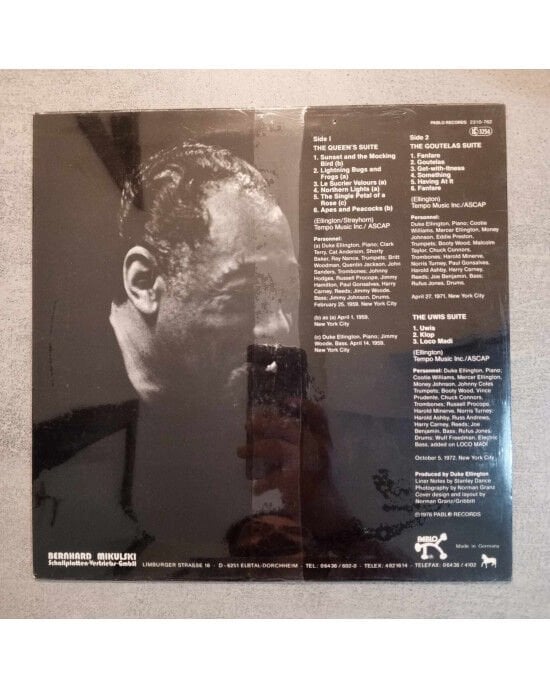 PABLO RECORDS 2310-762
LC 3254
Side I
THE QUEEN'S SUITE
1. Sunset and the Mocking
Bird (b)
2. Lightning Bugs and
Frogs (a)
3. Le Sucrier Velours (a)
4. Northern Lights (a)
5. The Single Petal of a
Rose (c)
6. Apes and Peacocks (b)
(Ellington/Strayhorn)
Tempo Music Inc./ASCAP
Personnel:
(a) Duke Ellington, Piano; Clark
Terry, Cat Anderson, Shorty
Baker, Ray Nance, Trumpets; Britt
Woodman, Quentin Jackson, John
Sanders, Trombones; Johnny
Hodges, Russell Procope, Jimmy
Hamilton, Paul Gonsalves, Harry
Carney, Reeds; Jimmy Woode,
Bass; Jimmy Johnson, Drums.
February 25, 1959. New York City
(b) as (a) April 1, 1959.
New York City
(c) Duke Ellington, Piano; Jimmy
Woode, Bass. April 14, 1959.
New York City
Side 2
THE GOUTELAS SUITE
1. Fanfare
2. Goutelas
3. Get-with-Itness
4. Something
5. Having At It
6. Fanfare
(Ellington)
Tempo Music Inc./ASCAP
Personnel:
Duke Ellington, Piano; Cootie
Williams, Mercer Ellington, Money
Johnson, Eddie Preston,
Trumpets; Booty Wood, Malcolm
Taylor, Chuck Connors,
Trombones; Harold Minerve,
Norris Turney, Paul Gonsalves,
Harold Ashby, Harry Carney,
Reeds; Joe Benjamin, Bass;
Rufus Jones, Drums.
April 27, 1971. New York City
THE UWIS SUITE
1. Uwis
2. Klop
3. Loco Madi
(Ellington)
Tempo Music Inc./ASCAP
Personnel: Duke Ellington, Piano;
Cootie Williams, Mercer Ellington,
Money Johnson, Johnny Coles
Trumpets; Booty Wood, Vince
Prudente, Chuck Connors,
Trombones; Russell Procope,
Harold Minerve, Norris Turney,
Harold Ashby, Russ Andrews,
Harry Carney, Reeds; Joe
Benjamin, Bass; Rufus Jones,
Drums; Wulf Freedman, Electric
Bass, added on LOCO MADI
October 5, 1972. New York City
Produced by Duke Ellington
Liner Notes by Stanley Dance
Photography by Norman Granz
Cover design and layout by
Norman Granz/Gribbitt
Ⓟ1976 PABLO RECORDS
PABLO
Made in Germany
BERNHARD MIKULSKI
Schallplatten-Vertriebs-GmbH
LIMBURGER STRASSE 18 · D-6251 ELBTAL-DORCHHEIM · TEL.: 06436 / 602-0 · TELEX: 4821614 · TELEFAX: 06436 / 4102